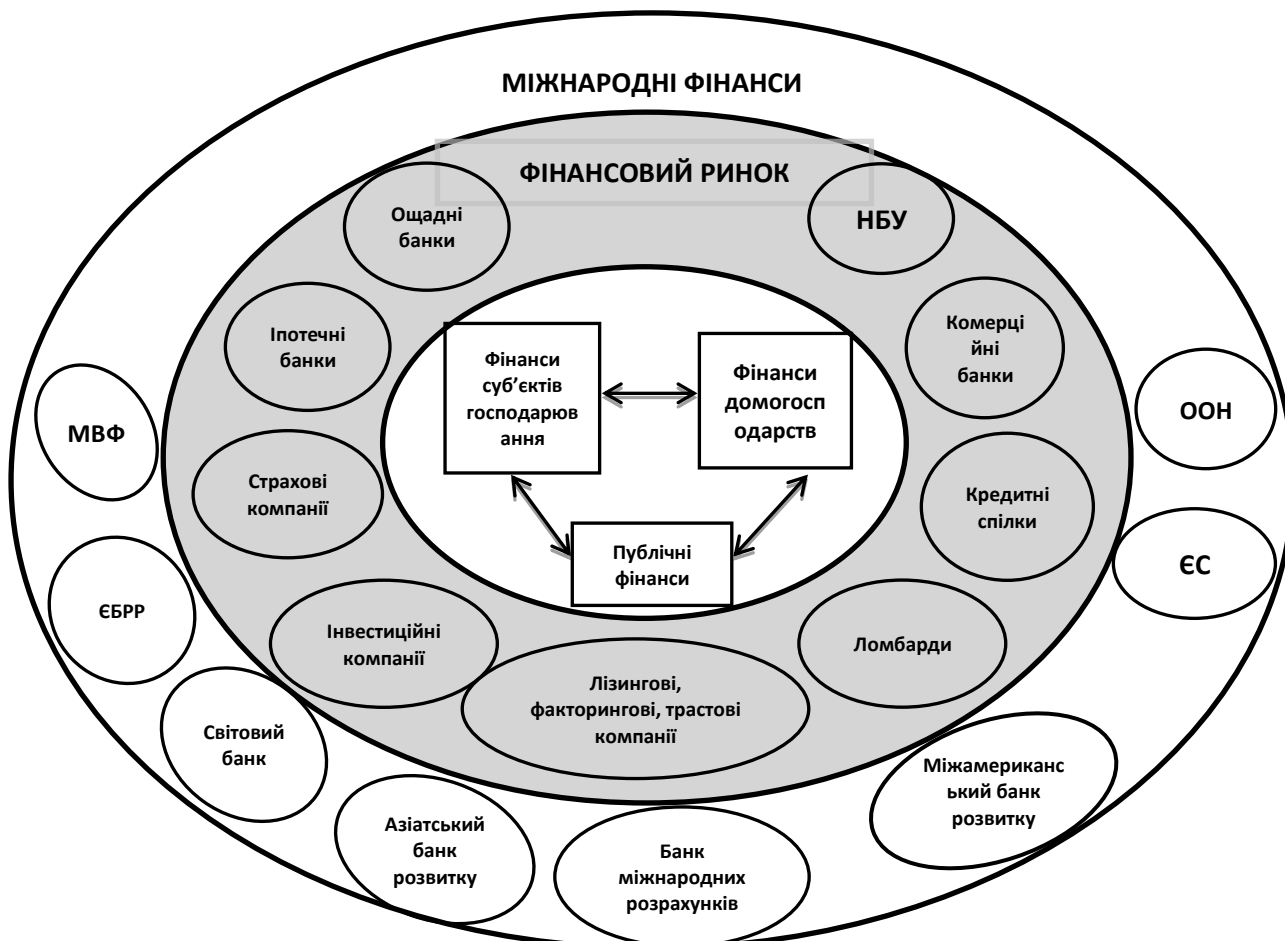 МІЖНАРОДНІ ФІНАНСИ
ФІНАНСОВИЙ РИНОК
Ощадні
банки
НБУ
Іпотечні
банки
Комерці
йні
банки
Фінанси
суб’єктів
господарюв
ання
Фінанси
домогосп
одарств
МВФ
ООН
Страхові
компанії
Кредитні
спілки
Публічні
фінанси
ЄС
ЄБРР
Інвестиційні
компанії
Ломбарди
Лізингові,
факторингові, трастові
компанії
Світовий
банк
Міжамериканс
ький банк
розвитку
Азіатський
банк
розвитку
Банк
міжнародних
розрахунків